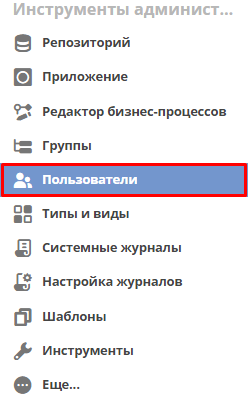 Инструменты админист...
Репозиторий
Приложение
Редактор бизнес-процессов
Группы
Пользователи
Типы и виды
Системные журналы
Настройка журналов
Шаблоны
Инструменты
Еще...